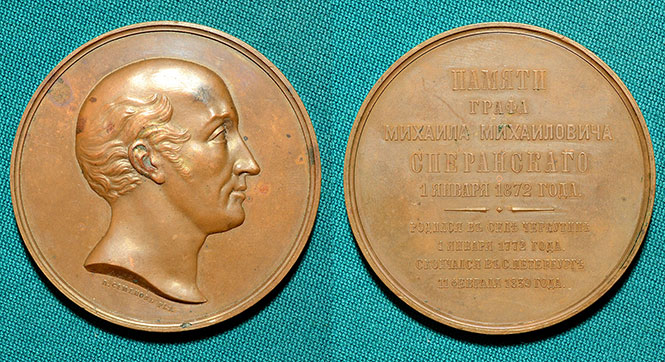 ПАМЯТИ
ГРАФА
МИХАИЛА МИХАИЛОВИЧА
СПЕРАНСКАГО
1 ЯНВАРЯ 1872 ГОДА.
РОДИЛСЯ ВЪ СЕЛѢ ЧЕРКУТИНѢ
1 ЯНВАРЯ 1772 ГОДА.
СКОНЧАЛСЯ ВЪ С.ПЕТЕРБУРГѢ
11 ФЕВРАЛЯ 1839 ГОДА.